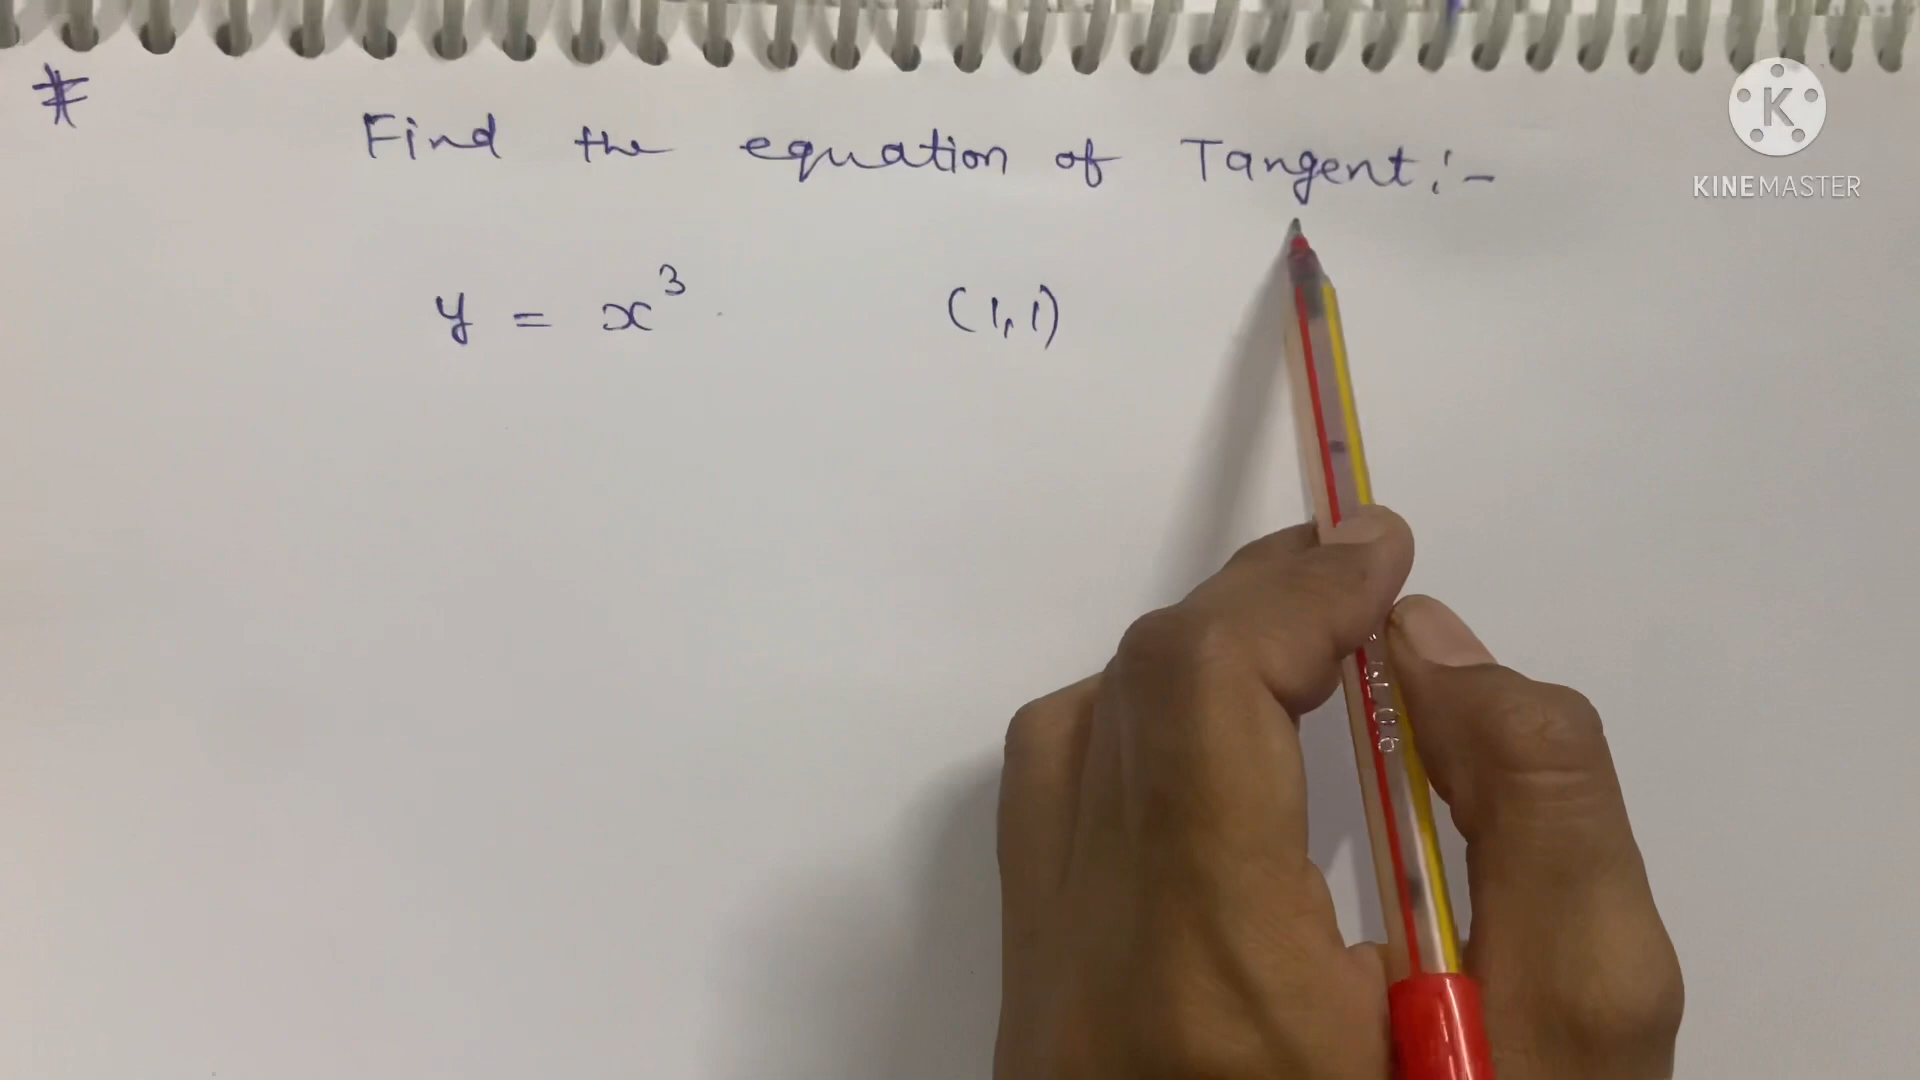 Find the equation of Tangent:-
y = x³ (1,1)
KINEMASTER